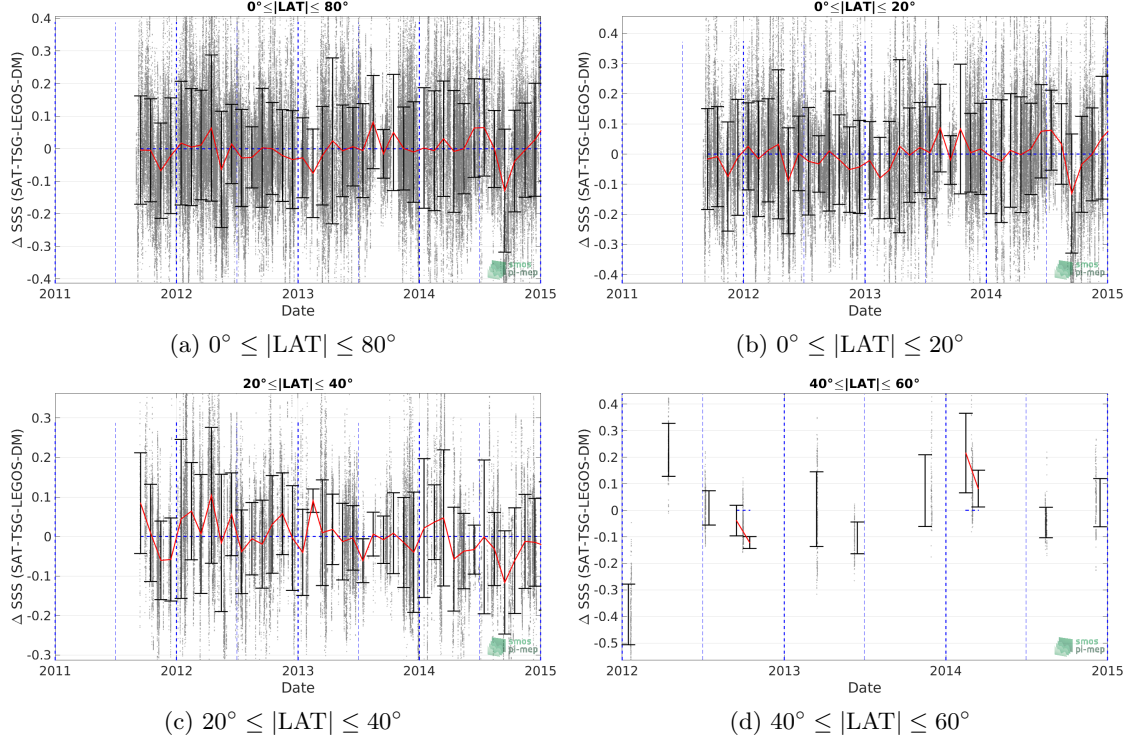 0°≤|LAT|≤ 80°
Δ SSS (SAT-TSG-LEGOS-DM)
0.4
0.3
0.2
0.1
0
-0.1
-0.2
-0.3
-0.4
2011 2012 2013 2014 2015
Date
smos
pi-mep
(a) 0° ≤ |LAT| ≤ 80°
0°≤|LAT|≤ 20°
Δ SSS (SAT-TSG-LEGOS-DM)
0.4
0.3
0.2
0.1
0
-0.1
-0.2
-0.3
-0.4
2011 2012 2013 2014 2015
Date
smos
pi-mep
(b) 0° ≤ |LAT| ≤ 20°
20°≤|LAT|≤ 40°
Δ SSS (SAT-TSG-LEGOS-DM)
0.3
0.2
0.1
0
-0.1
-0.2
-0.3
2011 2012 2013 2014 2015
Date
smos
pi-mep
(c) 20° ≤ |LAT| ≤ 40°
40°≤|LAT|≤ 60°
Δ SSS (SAT-TSG-LEGOS-DM)
0.4
0.3
0.2
0.1
0
-0.1
-0.2
-0.3
-0.4
-0.5
2012 2013 2014 2015
Date
smos
pi-mep
(d) 40° ≤ |LAT| ≤ 60°